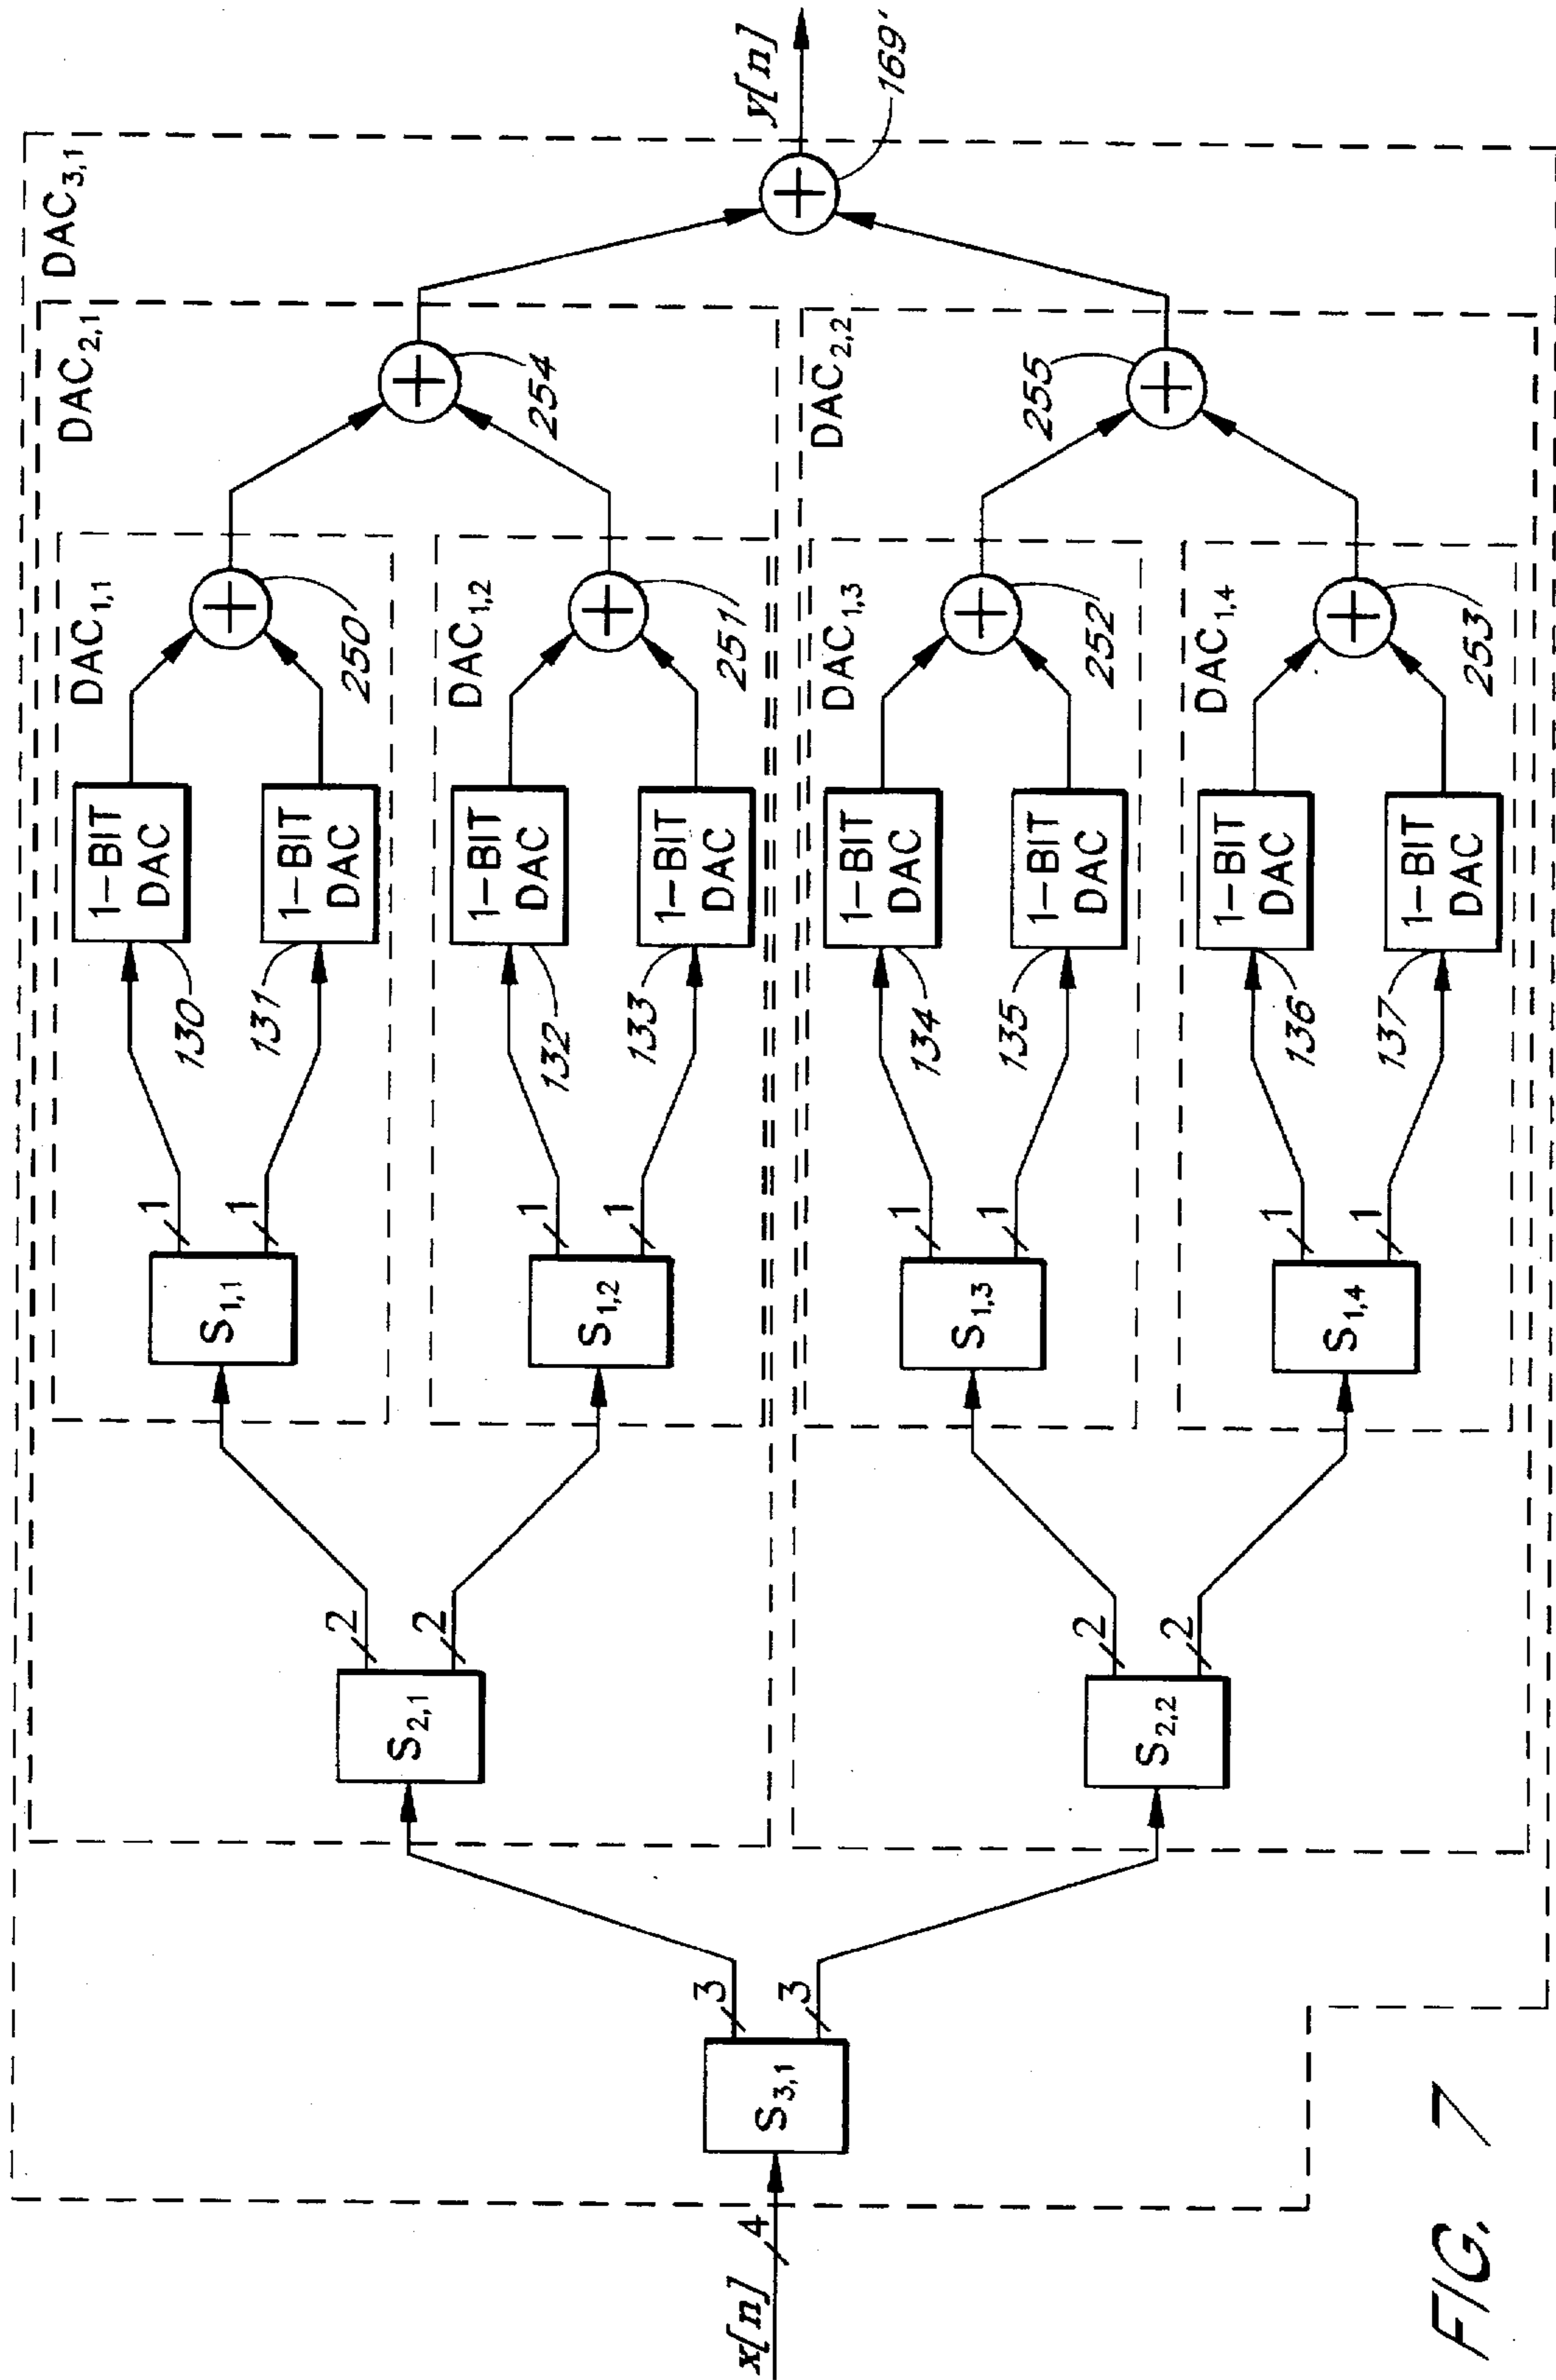 x[n]
4
S3,1
3
3
S2,1
2
2
S2,2
2
2
S1,1
1
1
S1,2
1
1
S1,3
1
1
S1,4
1
1
130
1-BIT
DAC
131
1-BIT
DAC
132
1-BIT
DAC
133
1-BIT
DAC
134
1-BIT
DAC
135
1-BIT
DAC
136
1-BIT
DAC
137
1-BIT
DAC
DAC1,1
250
DAC1,2
251
DAC1,3
252
DAC1,4
253
DAC2,1
254
DAC2,2
255
DAC3,1
169'
y[n]
FIG. 7